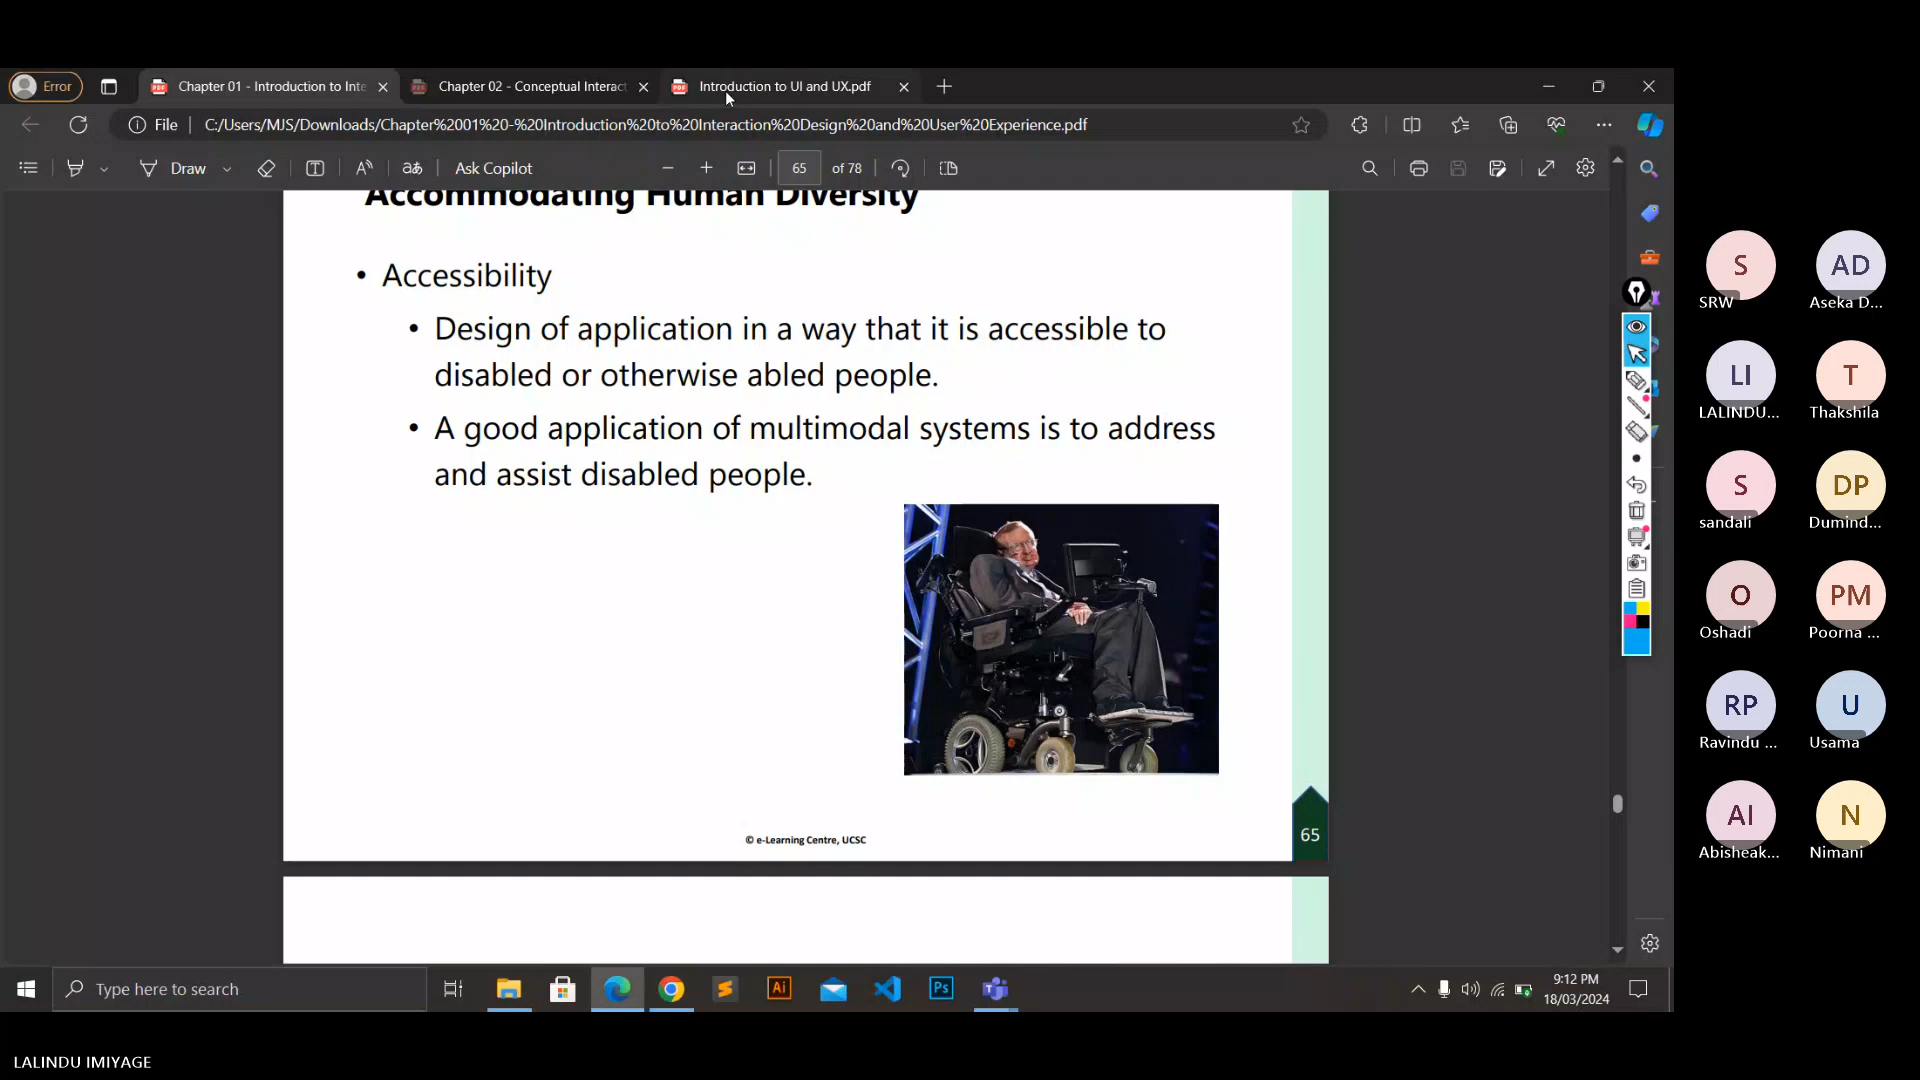 Error
Chapter 01 - Introduction to Inte
Chapter 02 - Conceptual Interact
Introduction to UI and UX.pdf
File
C:/Users/MJS/Downloads/Chapter%2001%20-%20Introduction%20to%20Interaction%20Design%20and%20User%20Experience.pdf
Draw
Ask Copilot
65
of 78
Accommodating Human Diversity
• Accessibility
• Design of application in a way that it is accessible to
disabled or otherwise abled people.
• A good application of multimodal systems is to address
and assist disabled people.
© e-Learning Centre, UCSC
65
S
SRW
AD
Aseka D...
LI
LALINDU...
T
Thakshila
S
sandali
DP
Dumind...
O
Oshadi
PM
Poorna ...
RP
Ravindu ...
U
Usama
AI
Abisheak...
N
Nimani
Type here to search
Ai
Ps
9:12 PM
18/03/2024
LALINDU IMIYAGE